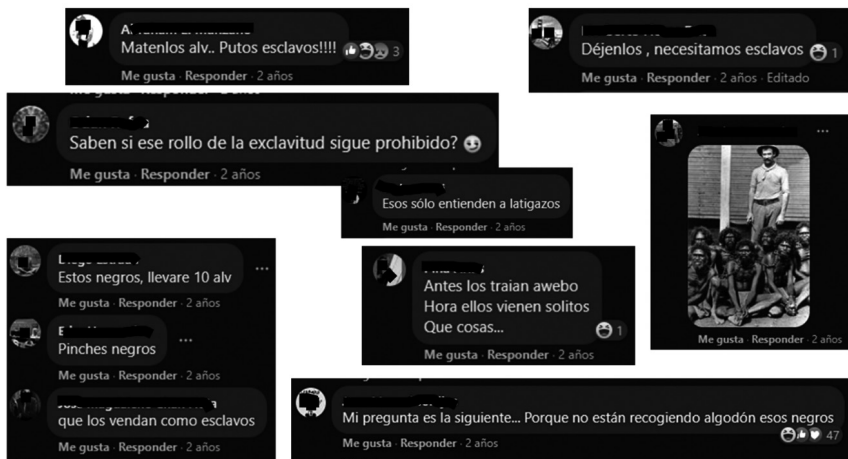 Matenlos alv.. Putos esclavos!!!! 3
Me gusta · Responder · 2 años
Déjenlos , necesitamos esclavos 1
Me gusta · Responder · 2 años · Editado
Saben si ese rollo de la exclavitud sigue prohibido?
Me gusta · Responder · 2 años
Esos sólo entienden a latigazos
Me gusta · Responder · 2 años
...
Me gusta · Responder · 2 años
Estos negros, llevare 10 alv ...
Me gusta · Responder · 2 años
Pinches negros ...
Me gusta · Responder · 2 años
que los vendan como esclavos
Me gusta · Responder · 2 años
Antes los traian awebo
Hora ellos vienen solitos
Que cosas... 1
Me gusta · Responder · 2 años
Mi pregunta es la siguiente... Porque no están recogiendo algodón esos negros
47
Me gusta · Responder · 2 años